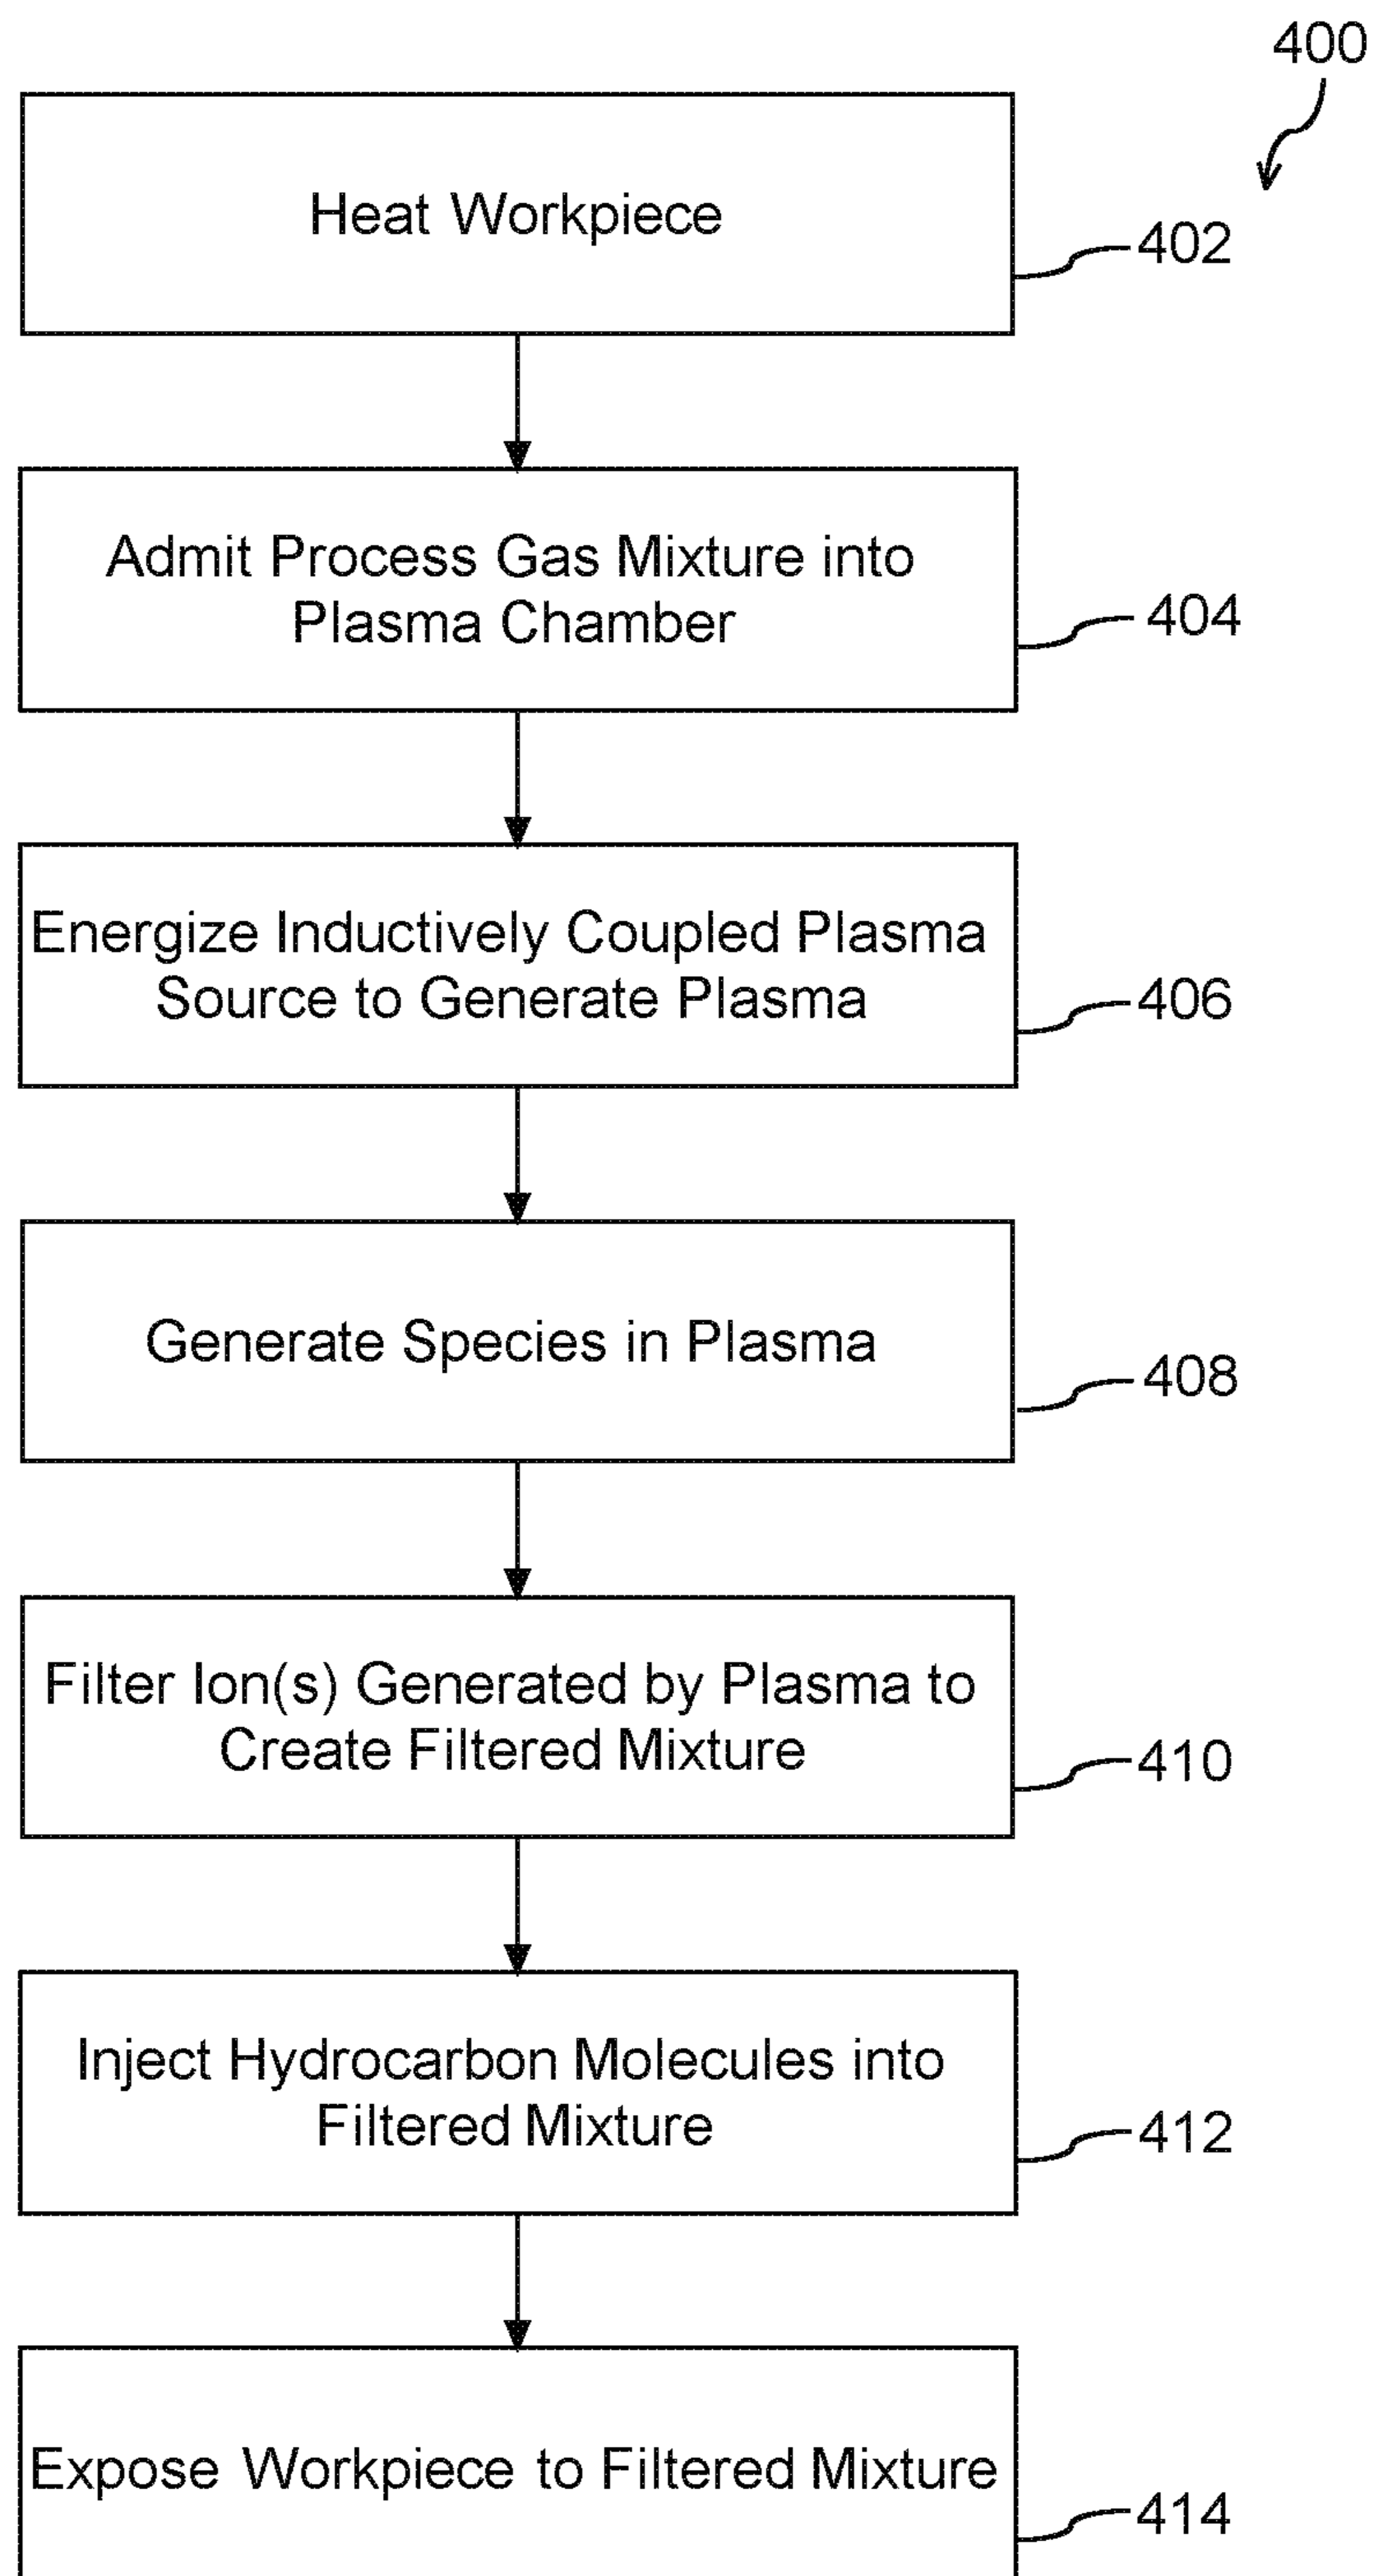 400
Heat Workpiece
402
Admit Process Gas Mixture into
Plasma Chamber
404
Energize Inductively Coupled Plasma
Source to Generate Plasma
406
Generate Species in Plasma
408
Filter Ion(s) Generated by Plasma to
Create Filtered Mixture
410
Inject Hydrocarbon Molecules into
Filtered Mixture
412
Expose Workpiece to Filtered Mixture
414